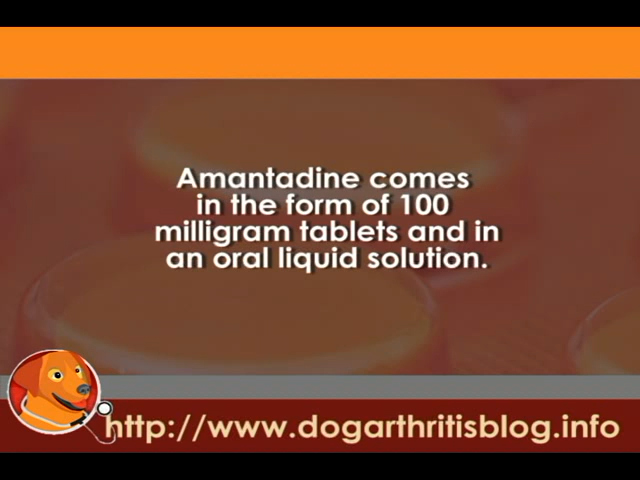 Amantadine comes
in the form of 100
milligram tablets and in
an oral liquid solution.
http://www.dogarthritisblog.info